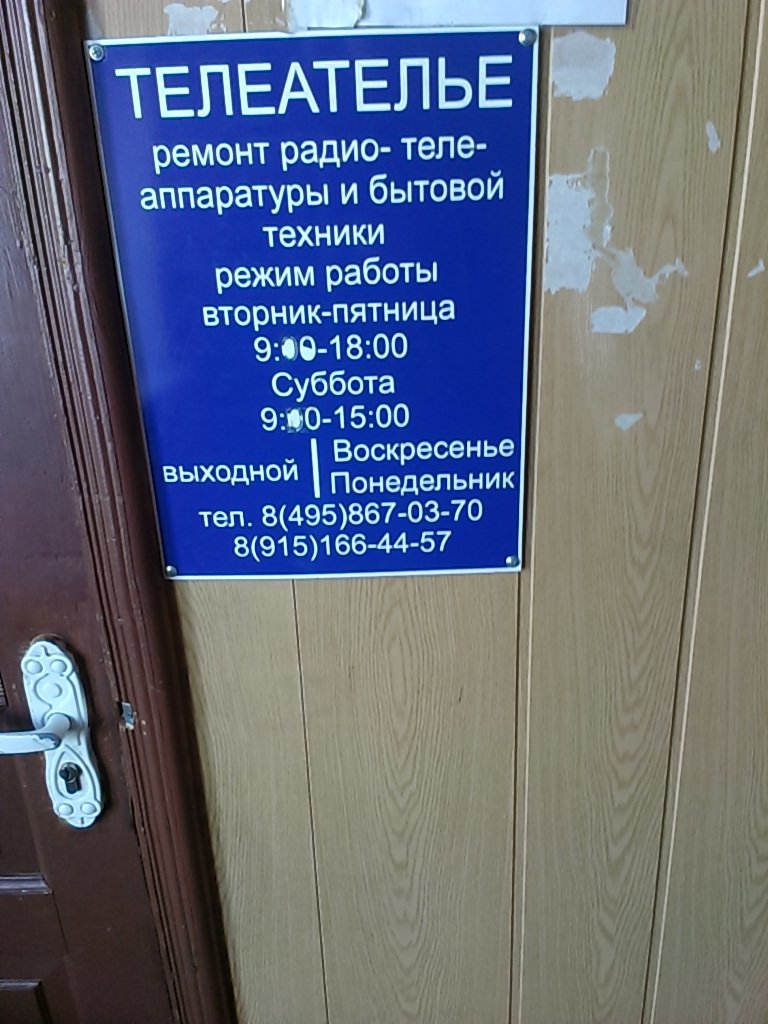 ТЕЛЕАТЕЛЬЕ
ремонт радио- теле-
аппаратуры и бытовой
техники
режим работы
вторник-пятница
9:00-18:00
Суббота
9:00-15:00
выходной | Воскресенье
Понедельник
тел. 8(495)867-03-70
8(915)166-44-57